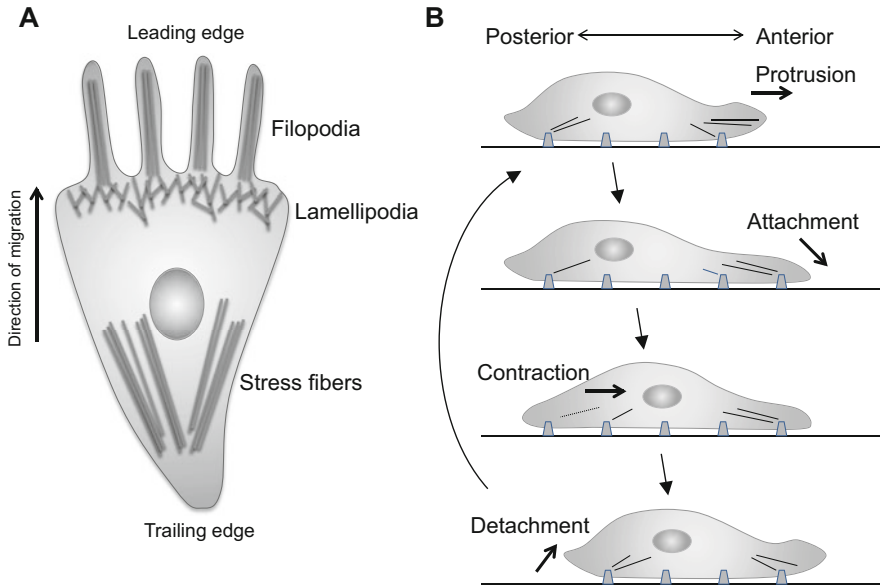 A
Leading edge
Filopodia
Lamellipodia
Direction of migration
Stress fibers
Trailing edge
B
Posterior
Anterior
Protrusion
Attachment
Contraction
Detachment